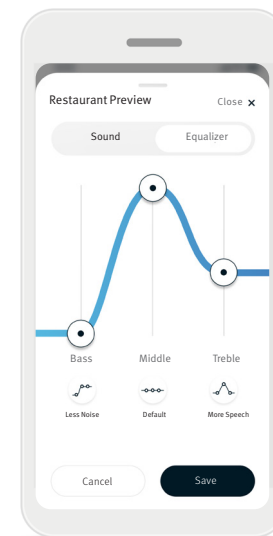 Restaurant Preview Close ×
Sound Equalizer
Bass Middle Treble
Less Noise Default More Speech
Cancel Save